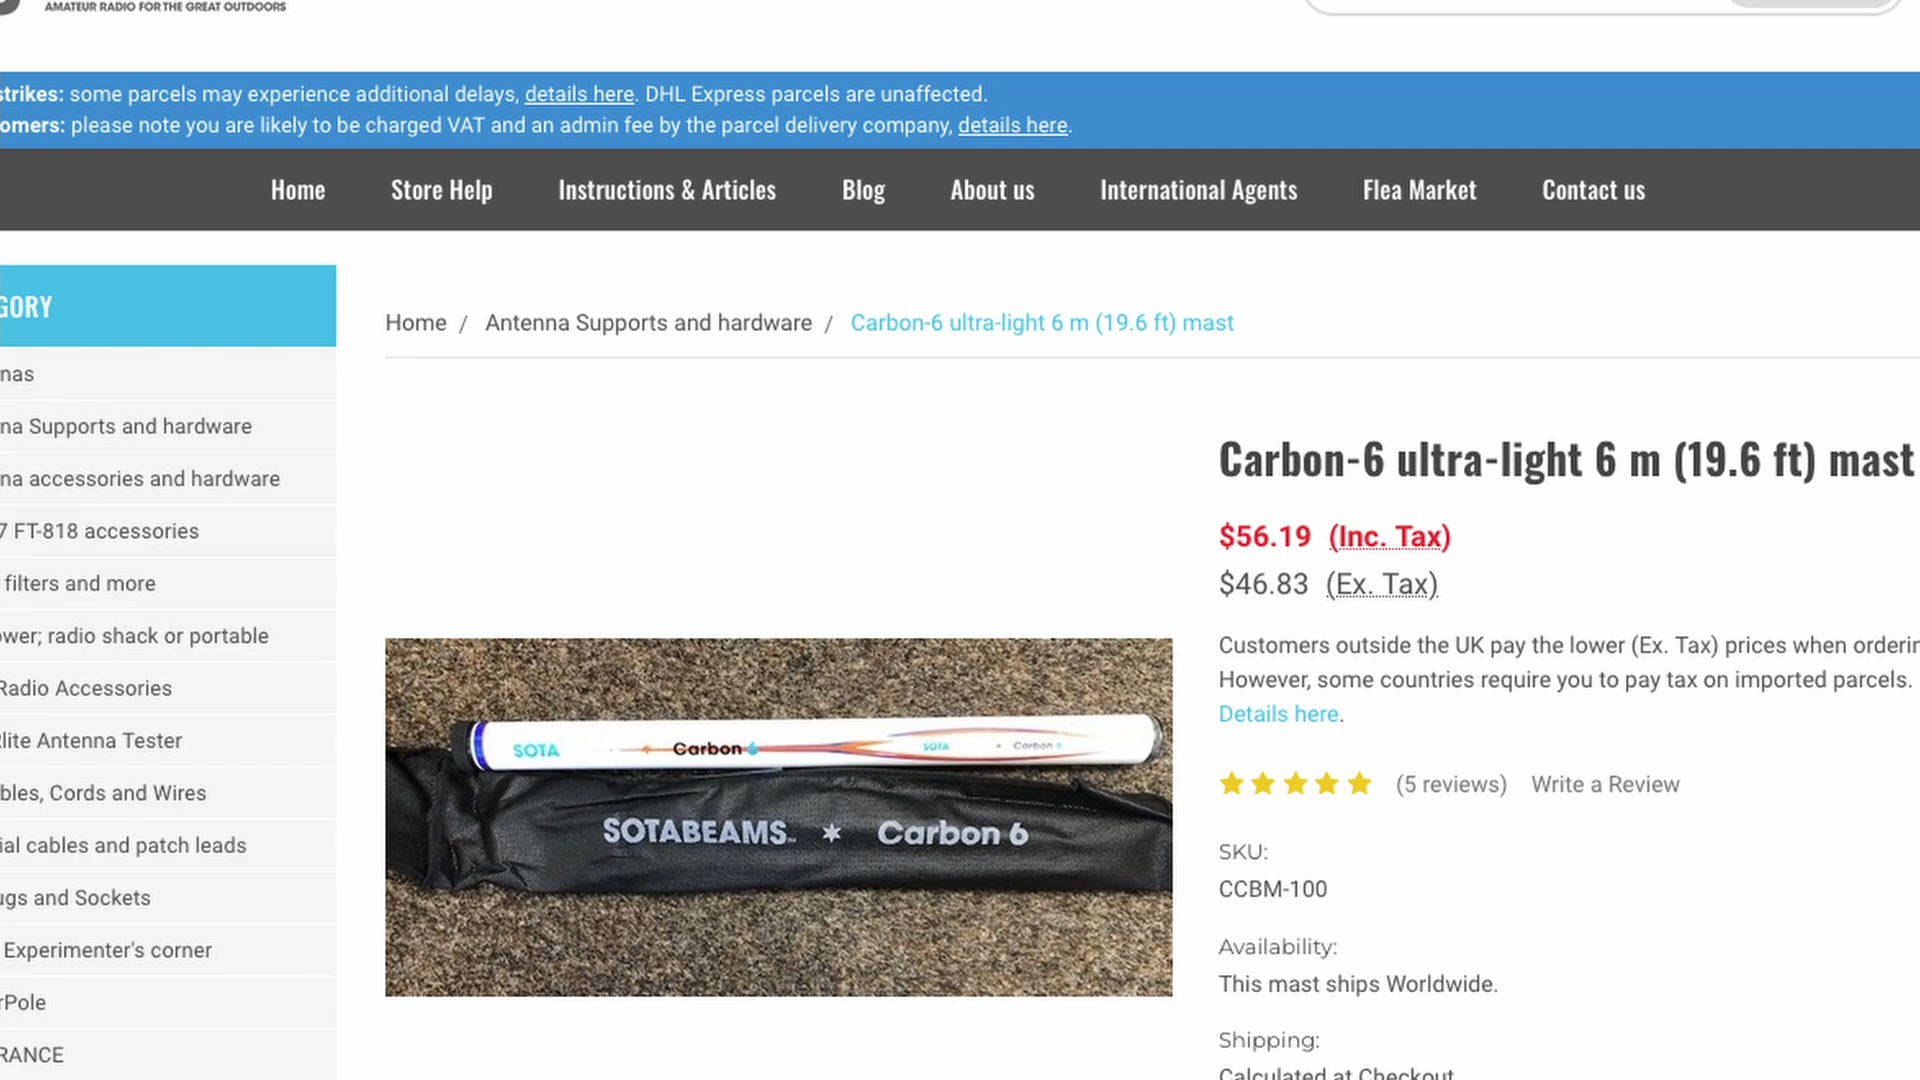 AMATEUR RADIO FOR THE GREAT OUTDOORS
strikes: some parcels may experience additional delays, details here. DHL Express parcels are unaffected.
omers: please note you are likely to be charged VAT and an admin fee by the parcel delivery company, details here.
Home Store Help Instructions & Articles Blog About us International Agents Flea Market Contact us
GORY
nas
na Supports and hardware
na accessories and hardware
7 FT-818 accessories
filters and more
ower; radio shack or portable
Radio Accessories
lite Antenna Tester
bles, Cords and Wires
ial cables and patch leads
ugs and Sockets
Experimenter's corner
rPole
RANCE
Home / Antenna Supports and hardware / Carbon-6 ultra-light 6 m (19.6 ft) mast
SOTA Carbon 6 SOTA Carbon 6
SOTABEAMS Carbon 6
Carbon-6 ultra-light 6 m (19.6 ft) mast
$56.19 (Inc. Tax)
$46.83 (Ex. Tax)
Customers outside the UK pay the lower (Ex. Tax) prices when orderin
However, some countries require you to pay tax on imported parcels.
Details here.
(5 reviews) Write a Review
SKU:
CCBM-100
Availability:
This mast ships Worldwide.
Shipping:
Calculated at Checkout